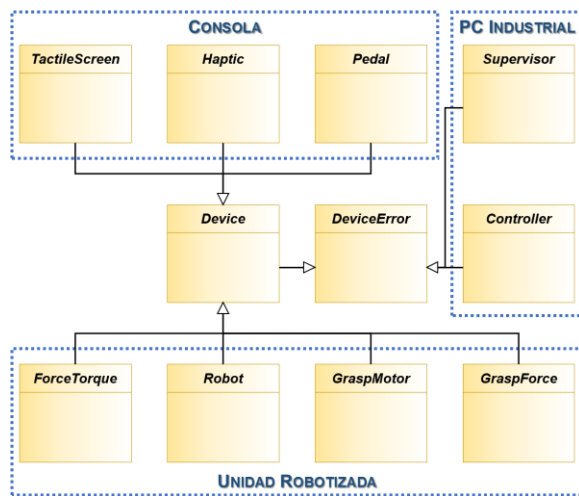 CONSOLA
PC INDUSTRIAL
TactileScreen
Haptic
Pedal
Supervisor
Device
DeviceError
Controller
ForceTorque
Robot
GraspMotor
GraspForce
UNIDAD ROBOTIZADA